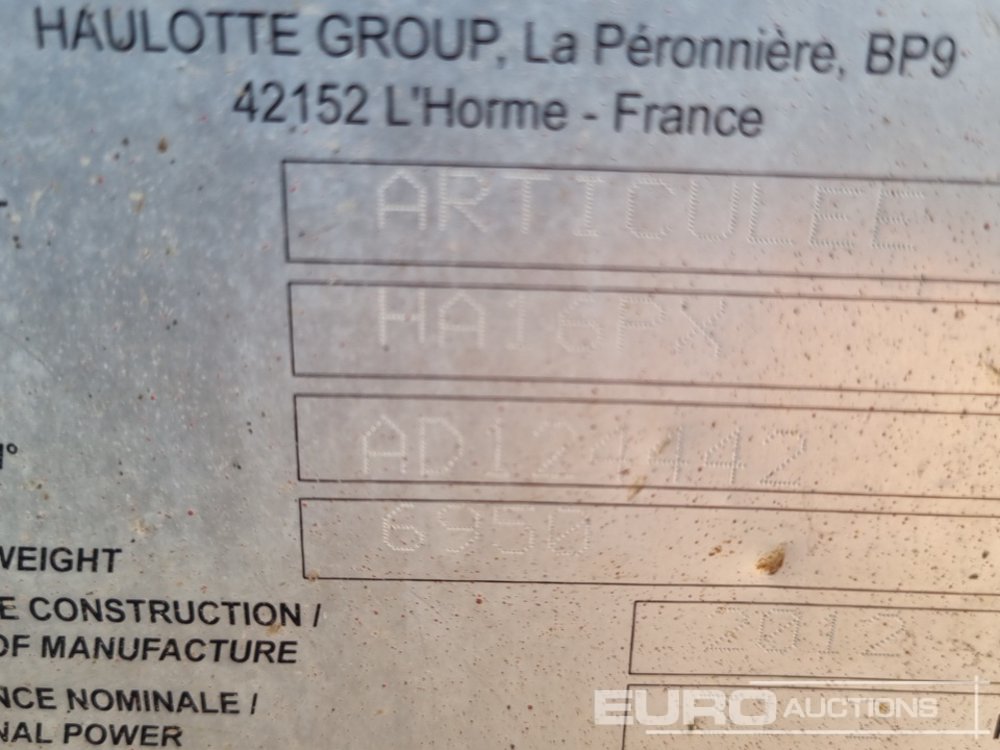 HAULOTTE GROUP, La Péronnière, BP9
42152 L'Horme - France
ARTICULEE
HA16PX
AD124442
6950
WEIGHT
E CONSTRUCTION /
OF MANUFACTURE
2012
NCE NOMINALE /
NAL POWER
EURO AUCTIONS